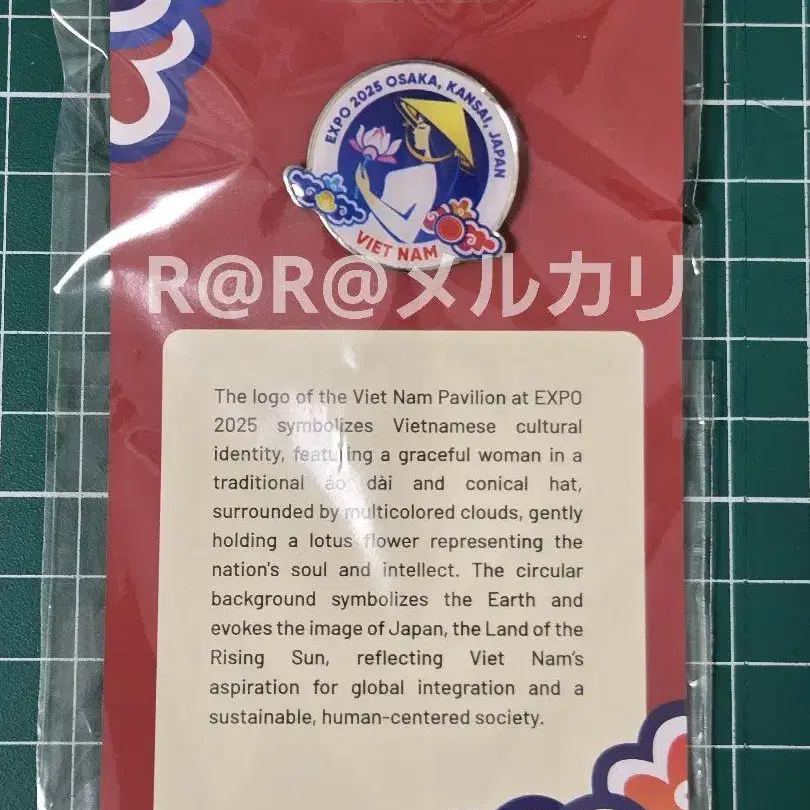 EXPO 2025 OSAKA, KANSAI, JAPAN
VIET NAM
R@R@メルカリ
The logo of the Viet Nam Pavilion at EXPO
2025 symbolizes Vietnamese cultural
identity, featuring a graceful woman in a
traditional áo dài and conical hat,
surrounded by multicolored clouds, gently
holding a lotus flower representing the
nation's soul and intellect. The circular
background symbolizes the Earth and
evokes the image of Japan, the Land of the
Rising Sun, reflecting Viet Nam's
aspiration for global integration and a
sustainable, human-centered society.